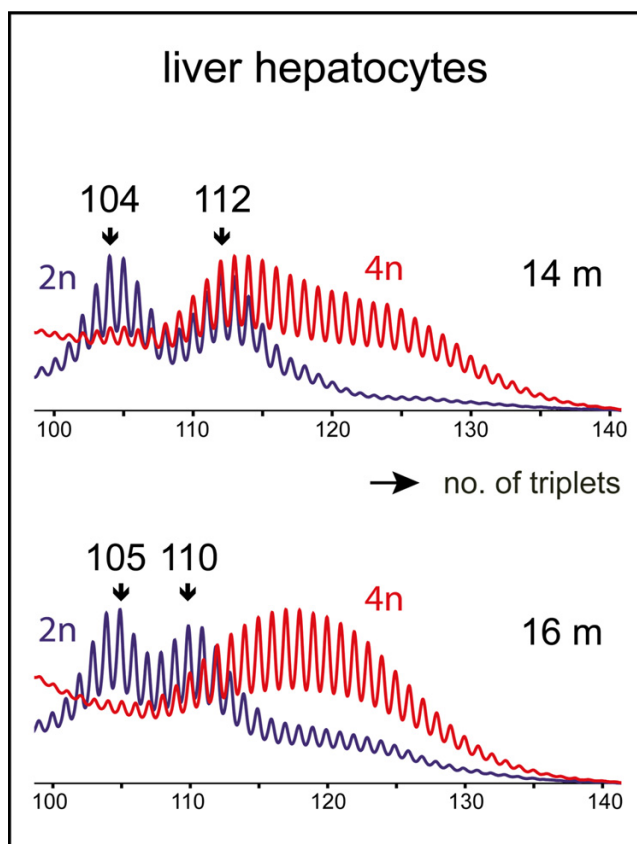 liver hepatocytes
104 112
2n 4n 14 m
100 110 120 130 140
→ no. of triplets
105 110
2n 4n 16 m
100 110 120 130 140